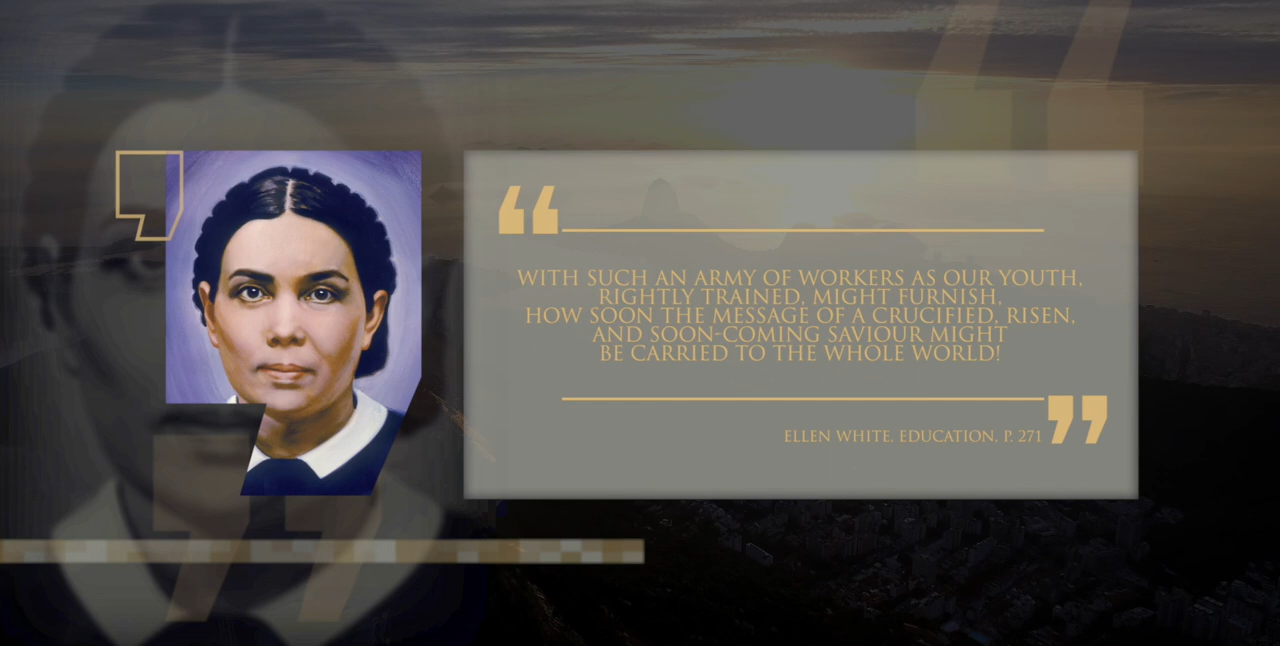 WITH SUCH AN ARMY OF WORKERS AS OUR YOUTH,
RIGHTLY TRAINED, MIGHT FURNISH,
HOW SOON THE MESSAGE OF A CRUCIFIED, RISEN,
AND SOON-COMING SAVIOUR MIGHT
BE CARRIED TO THE WHOLE WORLD!
ELLEN WHITE, EDUCATION, P. 271